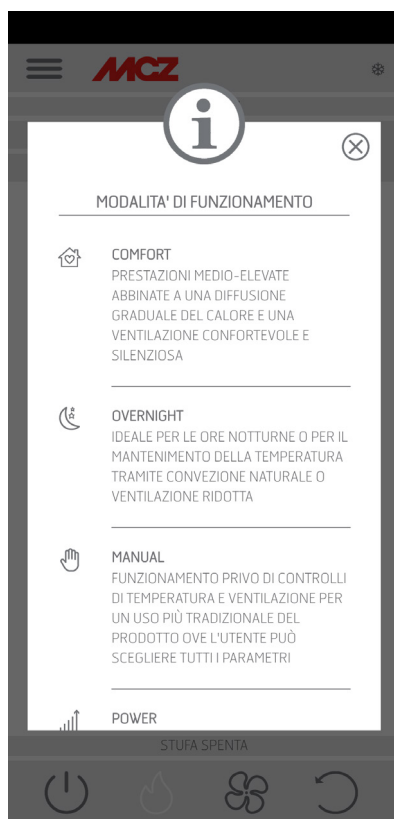 MCZ
MODALITA' DI FUNZIONAMENTO
COMFORT
PRESTAZIONI MEDIO-ELEVATE
ABBINATE A UNA DIFFUSIONE
GRADUALE DEL CALORE E UNA
VENTILAZIONE CONFORTEVOLE E
SILENZIOSA
OVERNIGHT
IDEALE PER LE ORE NOTTURNE O PER IL
MANTENIMENTO DELLA TEMPERATURA
TRAMITE CONVEZIONE NATURALE O
VENTILAZIONE RIDOTTA
MANUAL
FUNZIONAMENTO PRIVO DI CONTROLLI
DI TEMPERATURA E VENTILAZIONE PER
UN USO PIÙ TRADIZIONALE DEL
PRODOTTO OVE L'UTENTE PUÒ
SCEGLIERE TUTTI I PARAMETRI
POWER
STUFA SPENTA